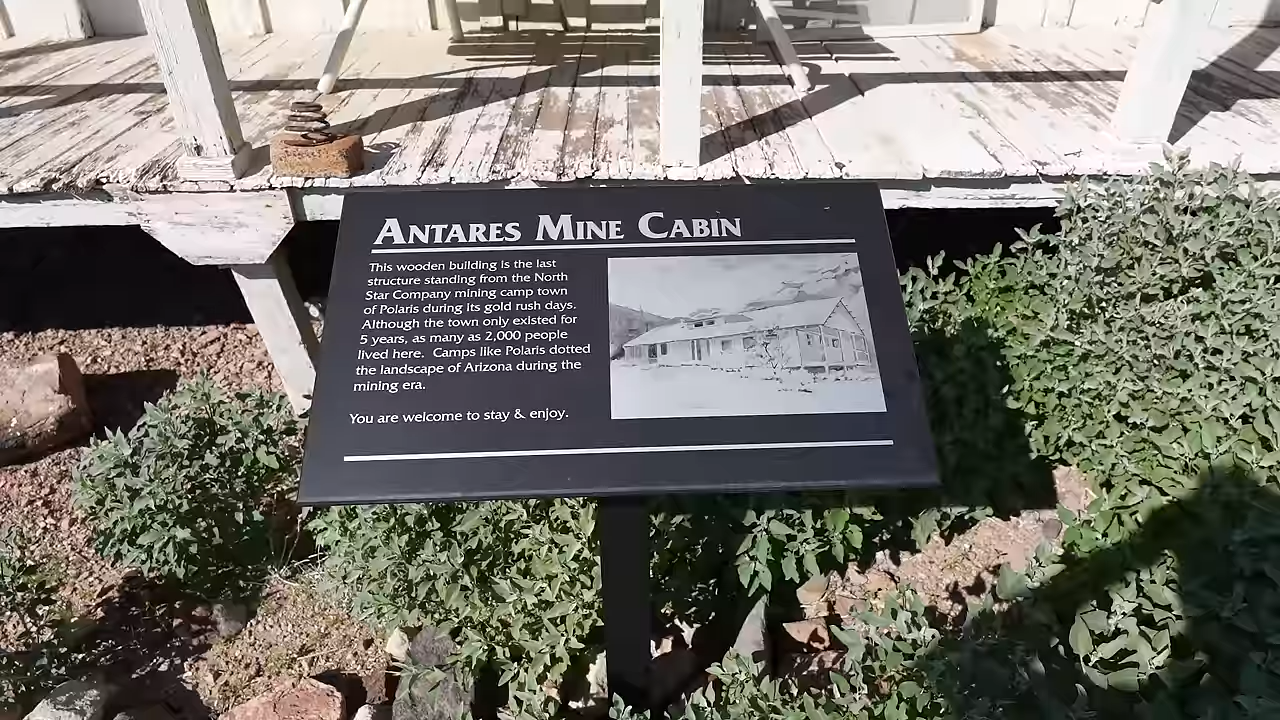 ANTARES MINE CABIN
This wooden building is the last
structure standing from the North
Star Company mining camp town
of Polaris during its gold rush days.
Although the town only existed for
5 years, as many as 2,000 people
lived here. Camps like Polaris dotted
the landscape of Arizona during the
mining era.
You are welcome to stay & enjoy.